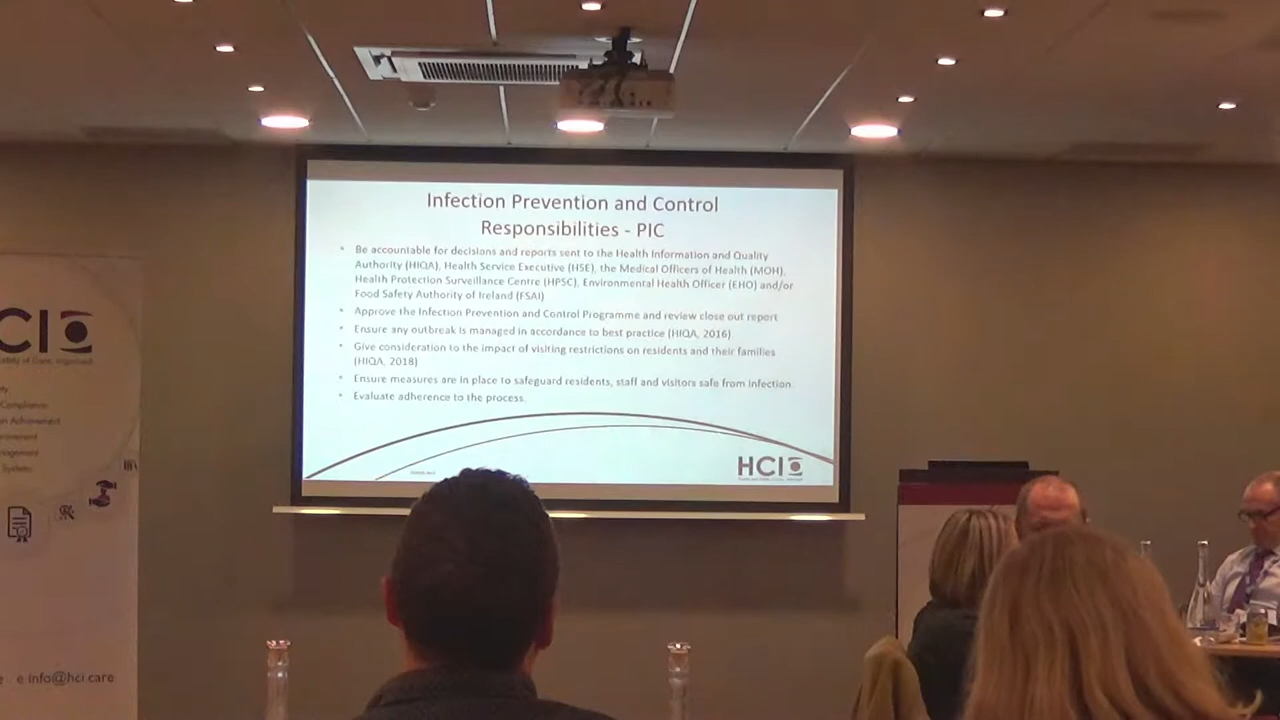 Infection Prevention and Control
Responsibilities - PIC
• Be accountable for decisions and reports sent to the Health Information and Quality
Authority (HIQA), Health Service Executive (HSE), the Medical Officers of Health (MOH),
Health Protection Surveillance Centre (HPSC), Environmental Health Officer (EHO) and/or
Food Safety Authority of Ireland (FSAI)
• Approve the Infection Prevention and Control Programme and review close out report
• Ensure any outbreak is managed in accordance to best practice (HIQA, 2016)
• Give consideration to the impact of visiting restrictions on residents and their families
(HIQA, 2018)
• Ensure measures are in place to safeguard residents, staff and visitors safe from infection.
• Evaluate adherence to the process.
HCI
CI
Compliance
Achievement
e info@hci.care